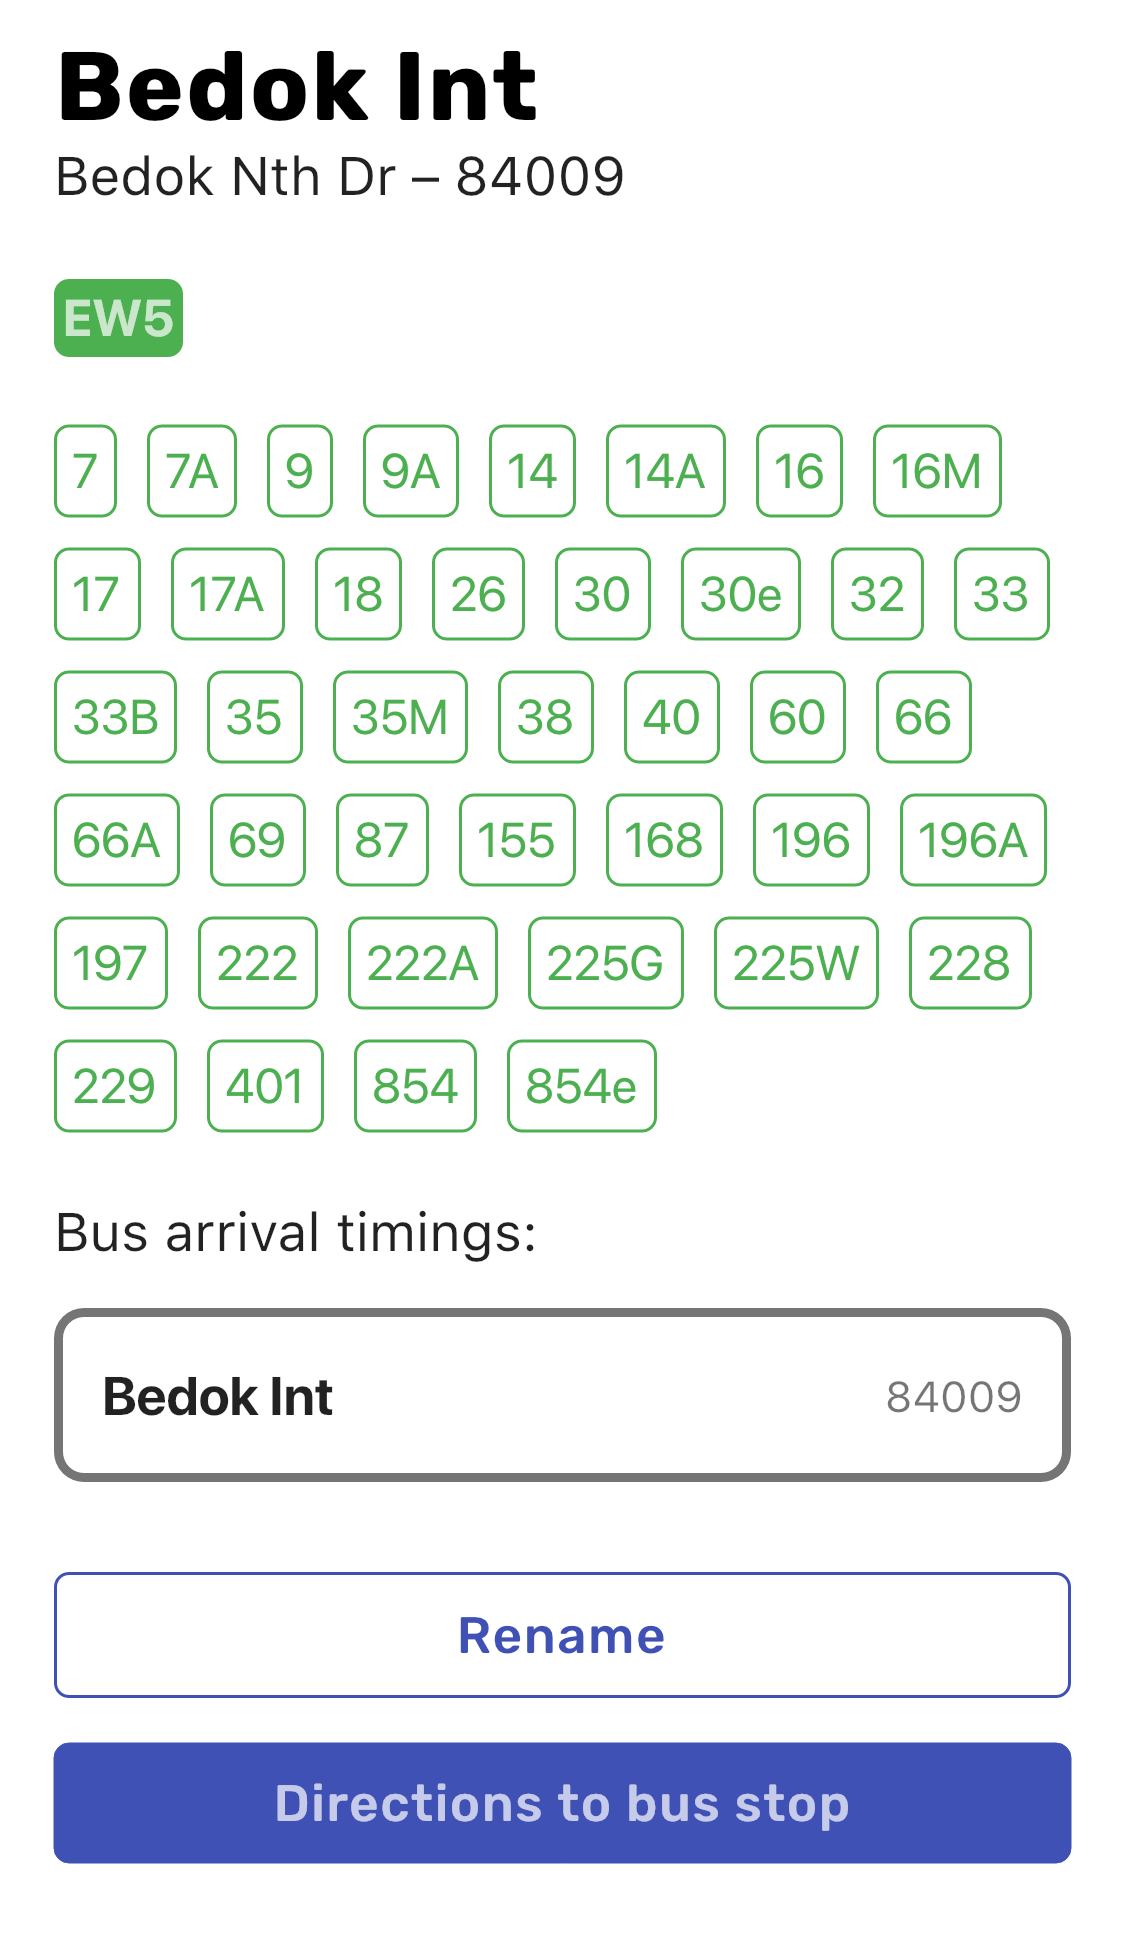 Bedok Int
Bedok Nth Dr – 84009
EW5
7 7A 9 9A 14 14A 16 16M
17 17A 18 26 30 30e 32 33
33B 35 35M 38 40 60 66
66A 69 87 155 168 196 196A
197 222 222A 225G 225W 228
229 401 854 854e
Bus arrival timings:
Bedok Int 84009
Rename
Directions to bus stop